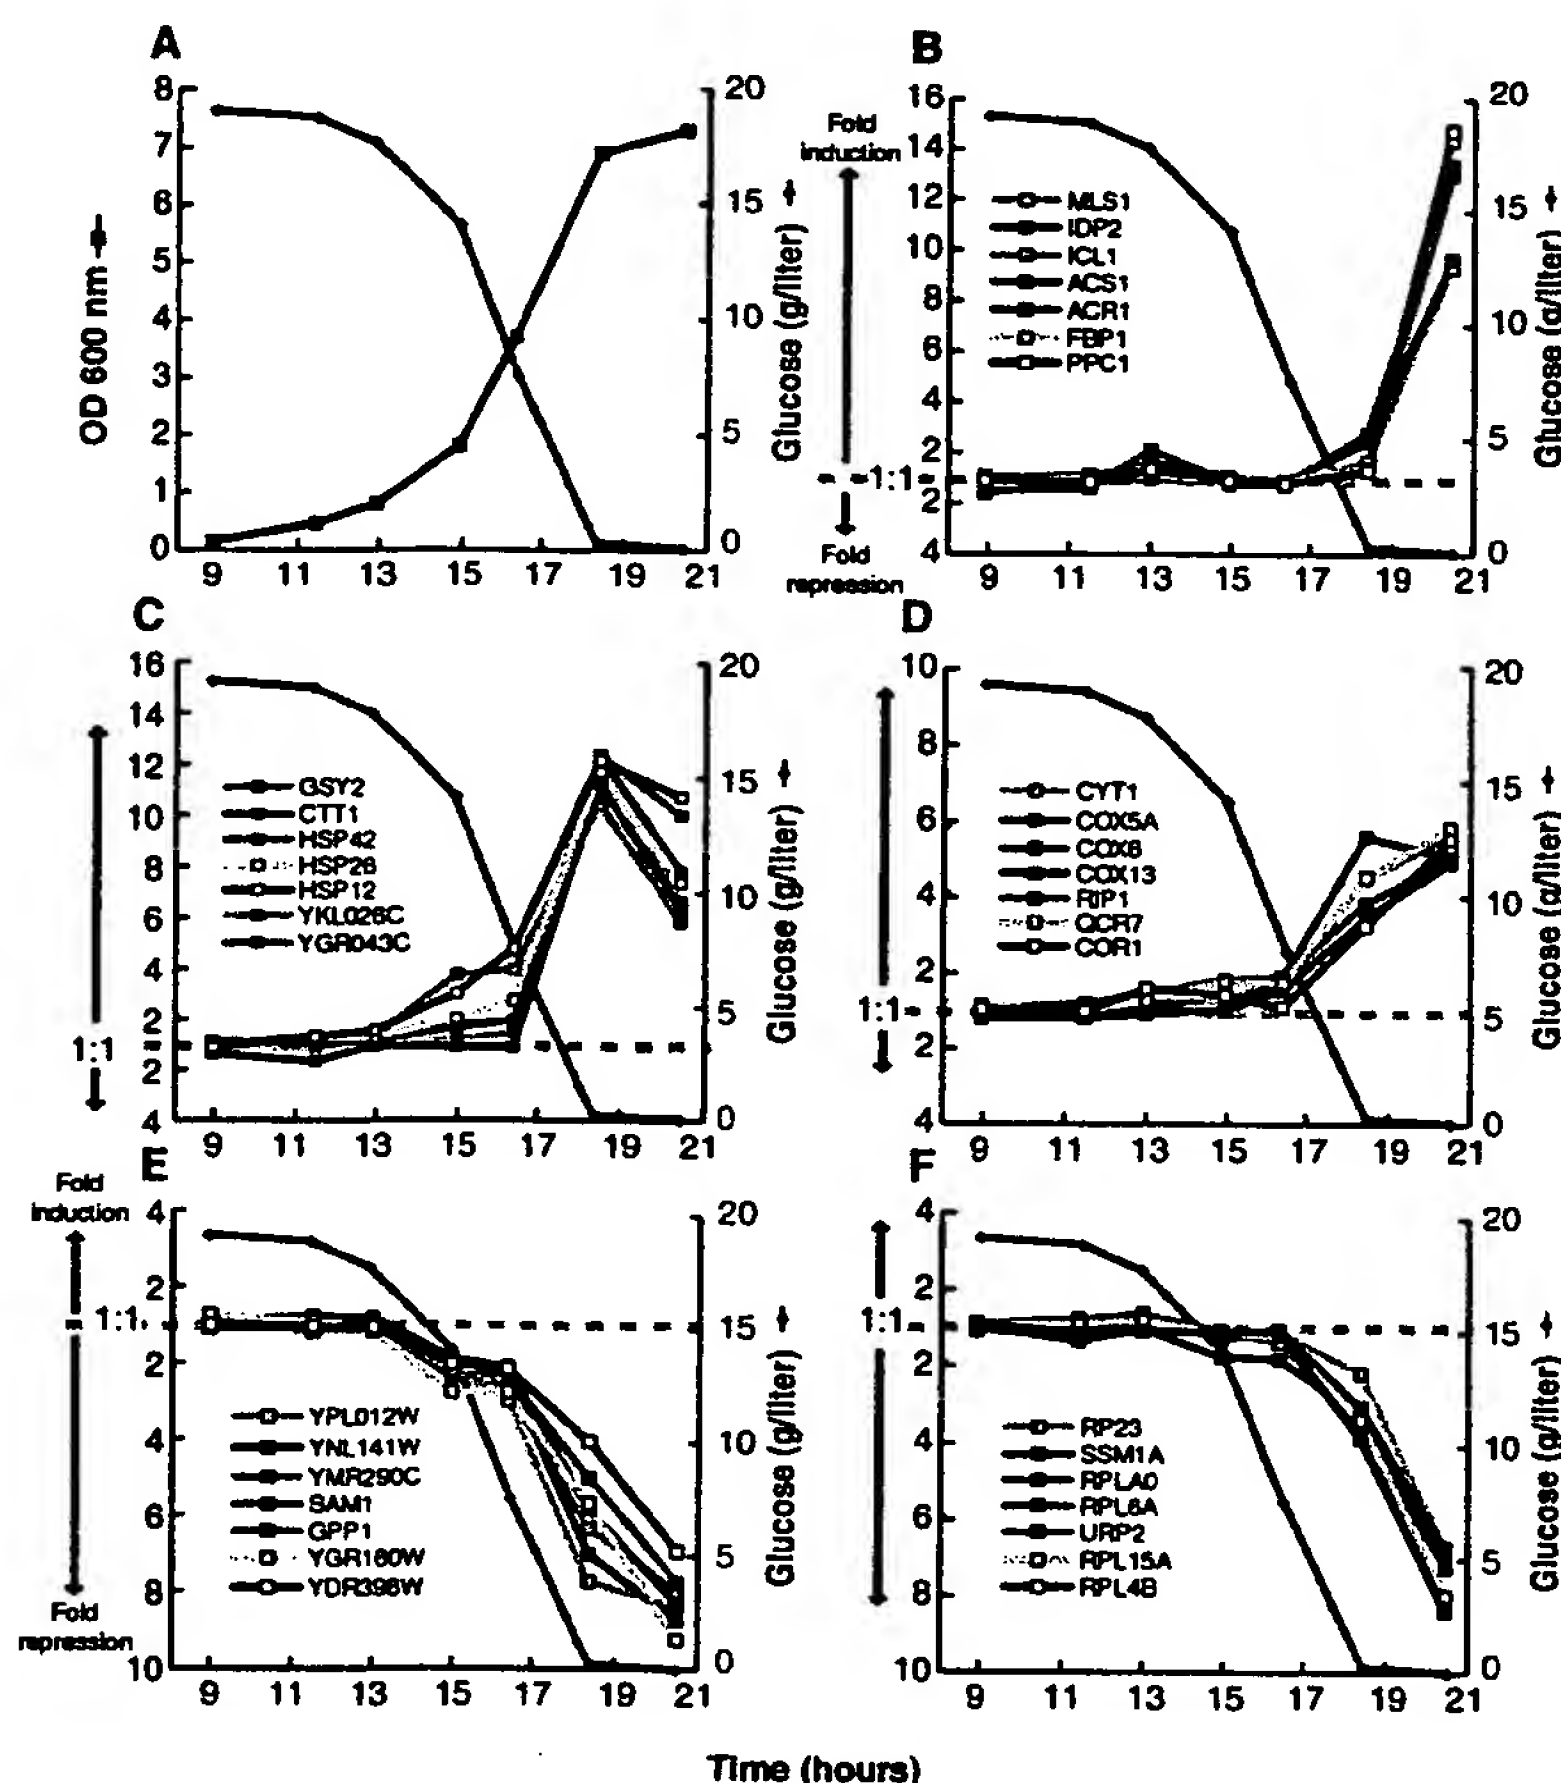 A
8
7
6
5
4
3
2
1
0
OD 600 nm
20
15
10
5
0
Glucose (g/liter)
9 11 13 15 17 19 21
B
Fold
induction
16
14
12
10
8
6
4
2
1:1
2
4
Fold
repression
MLS1
IDP2
ICL1
ACS1
ACR1
FBP1
PPC1
20
15
10
5
0
Glucose (g/liter)
9 11 13 15 17 19 21
C
16
14
12
10
8
6
4
2
1:1
2
4
GSY2
CTT1
HSP42
HSP26
HSP12
YKL026C
YGR043C
20
15
10
5
0
Glucose (g/liter)
9 11 13 15 17 19 21
D
10
8
6
4
2
1:1
2
4
CYT1
COX5A
COX6
COX13
RIP1
QCR7
COR1
20
15
10
5
0
Glucose (g/liter)
9 11 13 15 17 19 21
E
Fold
induction
4
2
1:1
2
4
6
8
10
Fold
repression
YPL012W
YNL141W
YMR290C
SAM1
GPP1
YGR160W
YDR398W
20
15
10
5
0
Glucose (g/liter)
9 11 13 15 17 19 21
F
4
2
1:1
2
4
6
8
10
RP23
SSM1A
RPLA0
RPL6A
URP2
RPL15A
RPL4B
20
15
10
5
0
Glucose (g/liter)
9 11 13 15 17 19 21
Time (hours)